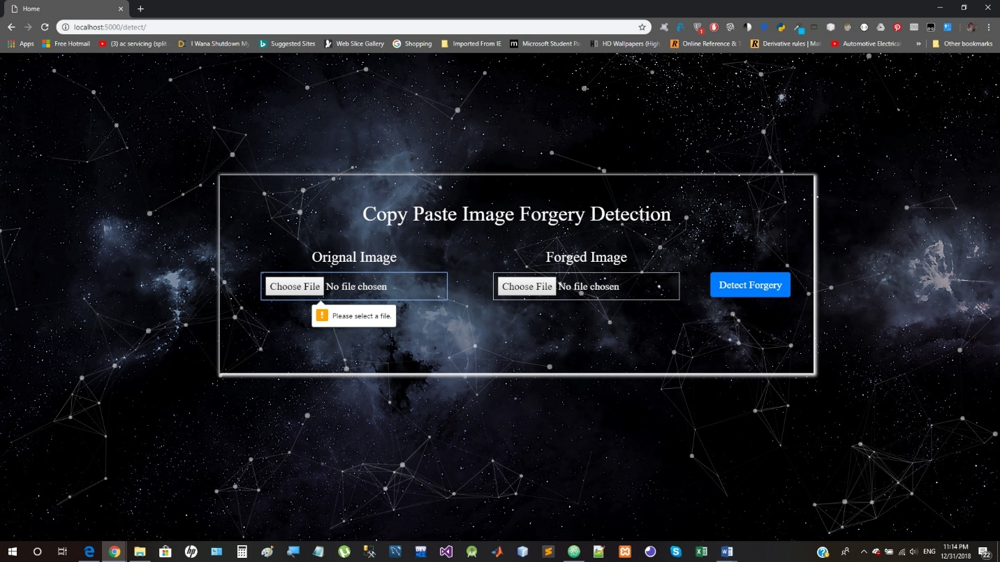 Home
localhost:5000/detect/
Apps
Free Hotmail
(3) ac servicing (split
I Wana Shutdown My
Suggested Sites
Web Slice Gallery
Shopping
Imported From IE
Microsoft Student Pa
HD Wallpapers (High
Online Reference & T
Derivative rules | Mat
Automotive Electrical
»
Other bookmarks
Copy Paste Image Forgery Detection
Orignal Image
Forged Image
Choose File No file chosen
Choose File No file chosen
Detect Forgery
Please select a file.
ENG
11:14 PM
12/31/2018
22